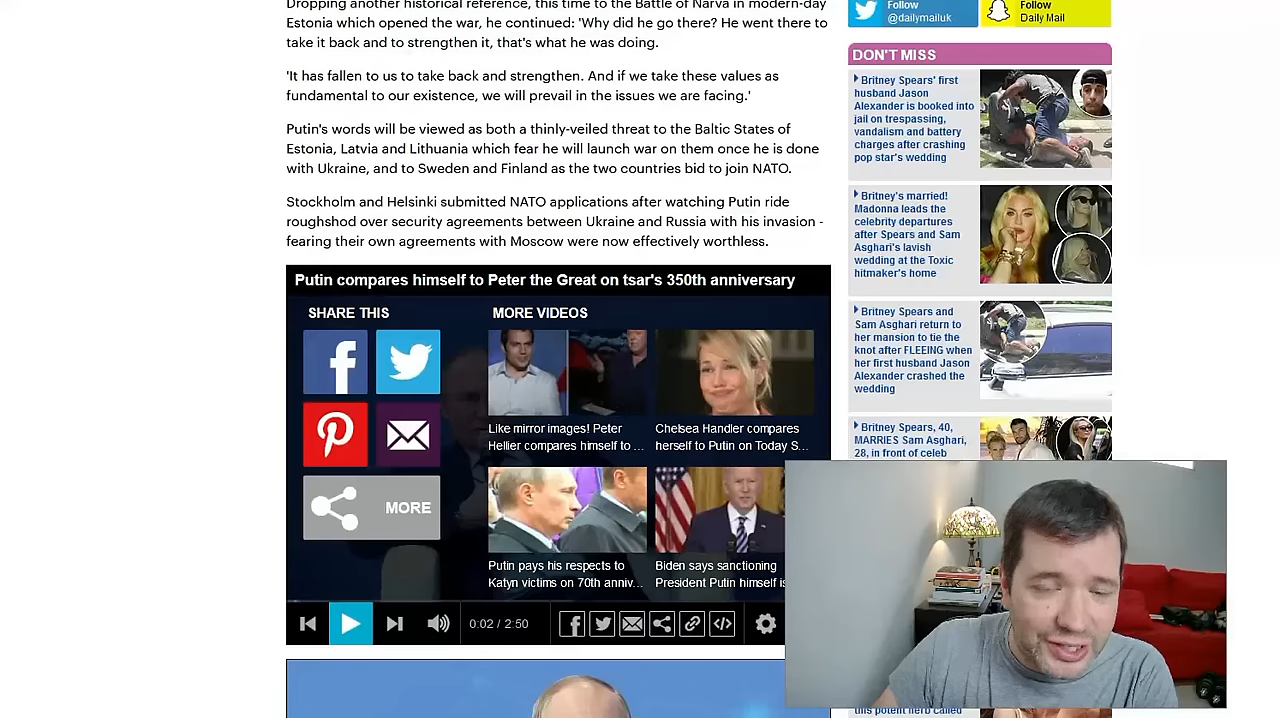 Dropping another historical reference, this time to the Battle of Narva in modern-day
Estonia which opened the war, he continued: 'Why did he go there? He went there to
take it back and to strengthen it, that's what he was doing.
'It has fallen to us to take back and strengthen. And if we take these values as
fundamental to our existence, we will prevail in the issues we are facing.'
Putin's words will be viewed as both a thinly-veiled threat to the Baltic States of
Estonia, Latvia and Lithuania which fear he will launch war on them once he is done
with Ukraine, and to Sweden and Finland as the two countries bid to join NATO.
Stockholm and Helsinki submitted NATO applications after watching Putin ride
roughshod over security agreements between Ukraine and Russia with his invasion -
fearing their own agreements with Moscow were now effectively worthless.
Putin compares himself to Peter the Great on tsar's 350th anniversary
SHARE THIS
MORE VIDEOS
Like mirror images! Peter
Hellier compares himself to ...
Chelsea Handler compares
herself to Putin on Today S...
MORE
Putin pays his respects to
Katyn victims on 70th anniv...
Biden says sanctioning
President Putin himself is
0:02 / 2:50
Follow
@dailymailuk
Follow
Daily Mail
DON'T MISS
Britney Spears' first
husband Jason
Alexander is booked into
jail on trespassing,
vandalism and battery
charges after crashing
pop star's wedding
Britney's married!
Madonna leads the
celebrity departures
after Spears and Sam
Asghari's lavish
wedding at the Toxic
hitmaker's home
Britney Spears and
Sam Asghari return to
her mansion to tie the
knot after FLEEING when
her first husband Jason
Alexander crashed the
wedding
Britney Spears, 40,
MARRIES Sam Asghari,
28, in front of celeb
this potent herb called